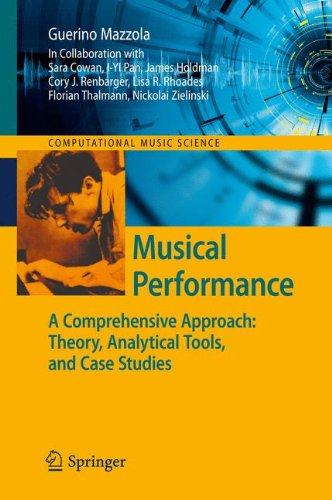 Guerino Mazzola
In Collaboration with
Sara Cowan, I-Yi Pan, James Holdman
Cory J. Renbarger, Lisa R. Rhoades
Florian Thalmann, Nickolai Zielinski
COMPUTATIONAL MUSIC SCIENCE
Musical
Performance
A Comprehensive Approach:
Theory, Analytical Tools,
and Case Studies
Springer